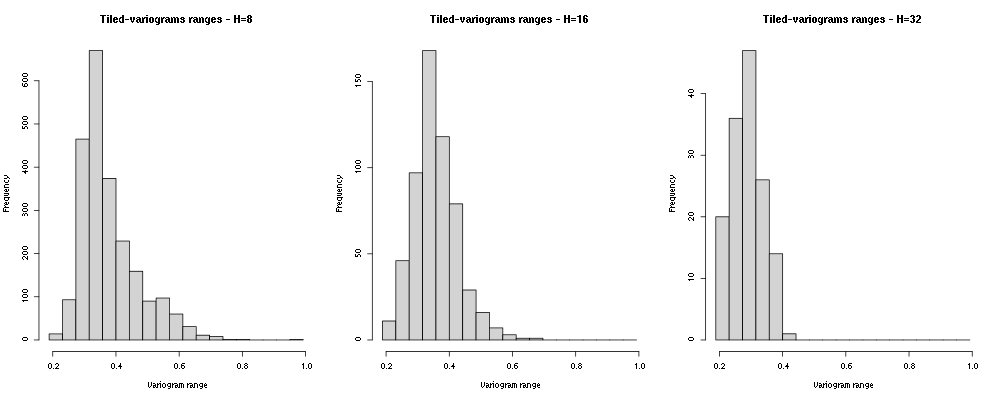 Tiled-variograms ranges - H=8
Tiled-variograms ranges - H=16
Tiled-variograms ranges - H=32
Frequency
0 100 200 300 400 500 600
0.2 0.4 0.6 0.8 1.0
Variogram range
Frequency
0 50 100 150
0.2 0.4 0.6 0.8 1.0
Variogram range
Frequency
0 10 20 30 40
0.2 0.4 0.6 0.8 1.0
Variogram range